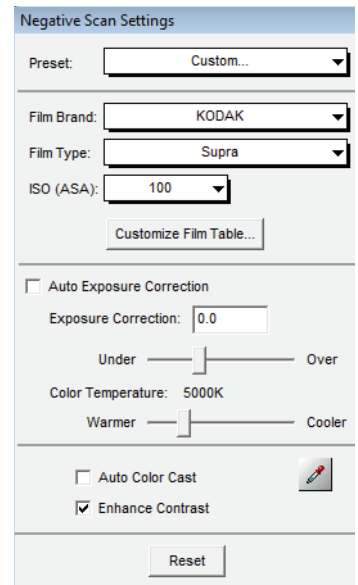 Negative Scan Settings
Preset: Custom...
Film Brand: KODAK
Film Type: Supra
ISO (ASA): 100
Customize Film Table...
Auto Exposure Correction
Exposure Correction: 0.0
Under Over
Color Temperature: 5000K
Warmer Cooler
Auto Color Cast
Enhance Contrast
Reset